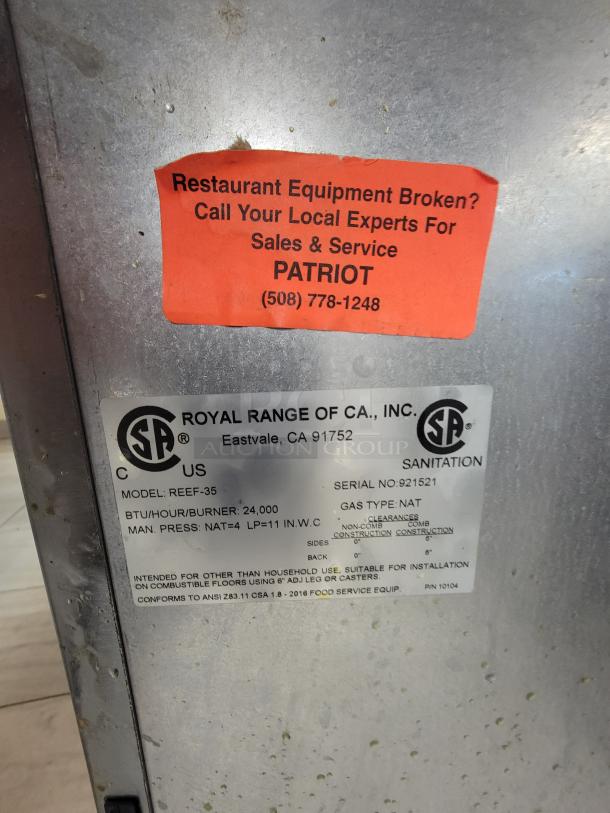 Restaurant Equipment Broken?
Call Your Local Experts For
Sales & Service
PATRIOT
(508) 778-1248
SA ® ROYAL RANGE OF CA., INC. SA ®
Eastvale, CA 91752
AUCTION GROUP
C US SANITATION
MODEL: REEF-35 SERIAL NO:921521
BTU/HOUR/BURNER: 24,000 GAS TYPE: NAT
MAN. PRESS: NAT=4 LP=11 IN.W.C
CLEARANCES
NON-COMB COMB
CONSTRUCTION CONSTRUCTION
SIDES 0" 6"
BACK 0" 6"
INTENDED FOR OTHER THAN HOUSEHOLD USE, SUITABLE FOR INSTALLATION
ON COMBUSTIBLE FLOORS USING 6" ADJ LEG OR CASTERS.
CONFORMS TO ANSI Z83.11 CSA 1.8 - 2016 FOOD SERVICE EQUIP. P/N 10104